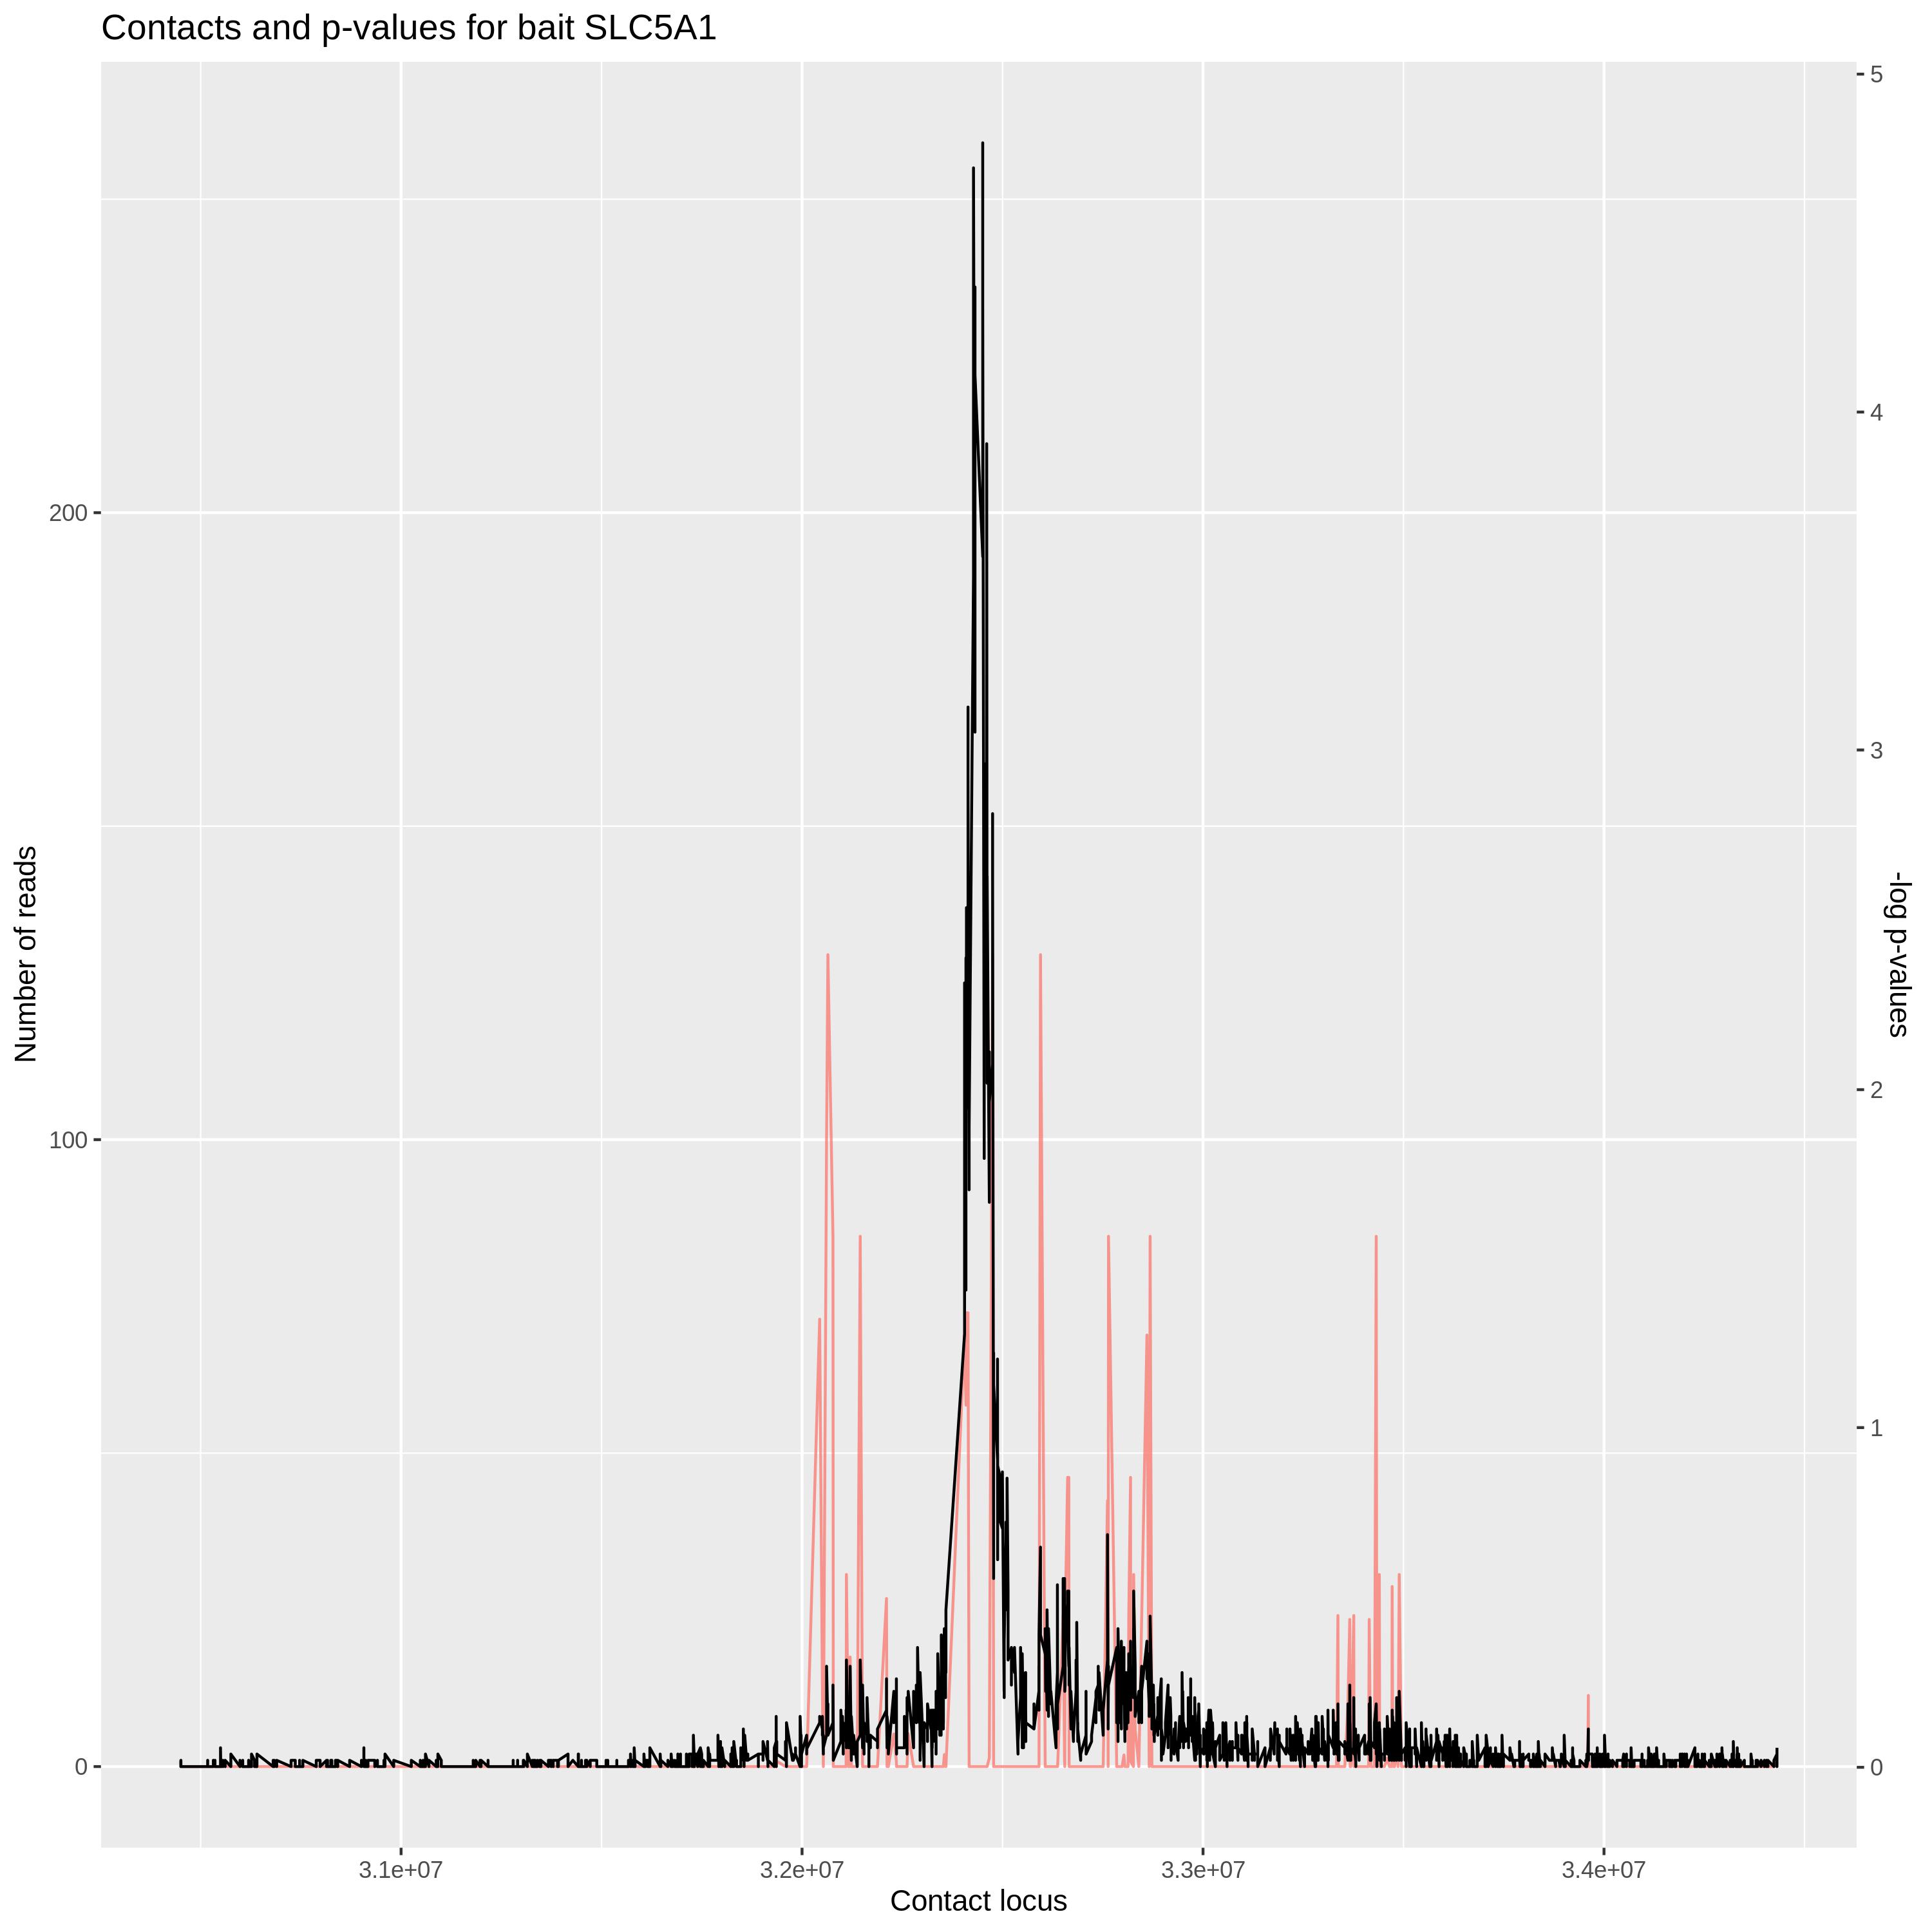 Contacts and p-values for bait SLC5A1
Number of reads
200
100
0
5
4
3
2
1
0
-log p-values
3.1e+07 3.2e+07 3.3e+07 3.4e+07
Contact locus